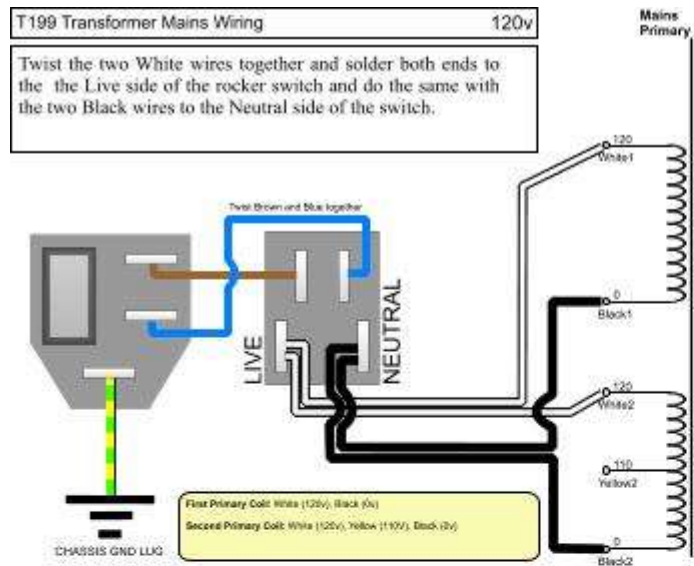 T199 Transformer Mains Wiring 120v
Mains
Primary
Twist the two White wires together and solder both ends to
the the Live side of the rocker switch and do the same with
the two Black wires to the Neutral side of the switch.
120
White1
Twist Brown and Blue together
0
Black1
LIVE
NEUTRAL
120
White2
110
Yellow2
First Primary Coil: White (120v), Black (0v)
Second Primary Coil: White (120v), Yellow (110V), Black (0v)
0
Black2
CHASSIS GND LUG